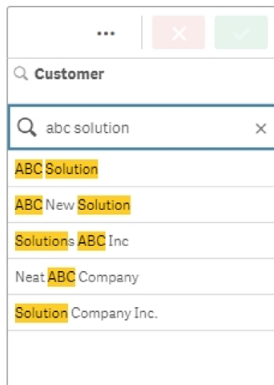 Customer
abc solution
ABC Solution
ABC New Solution
Solutions ABC Inc
Neat ABC Company
Solution Company Inc.